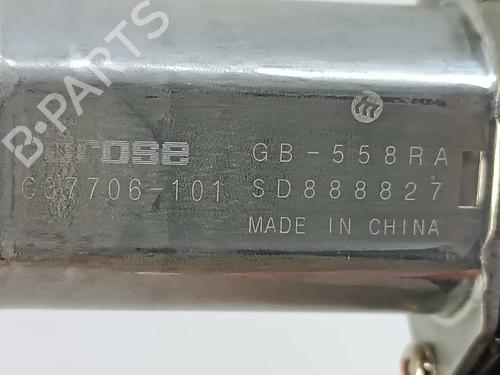 B-PARTS
brose GB-558RA
C37706-101 SD888827
MADE IN CHINA